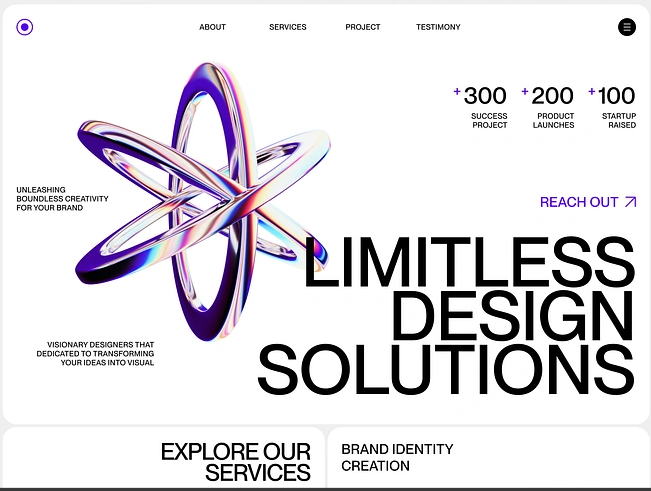 ABOUT
SERVICES
PROJECT
TESTIMONY
+300
SUCCESS
PROJECT
+200
PRODUCT
LAUNCHES
+100
STARTUP
RAISED
UNLEASHING
BOUNDLESS CREATIVITY
FOR YOUR BRAND
REACH OUT
LIMITLESS
DESIGN
SOLUTIONS
VISIONARY DESIGNERS THAT
DEDICATED TO TRANSFORMING
YOUR IDEAS INTO VISUAL
EXPLORE OUR
SERVICES
BRAND IDENTITY
CREATION